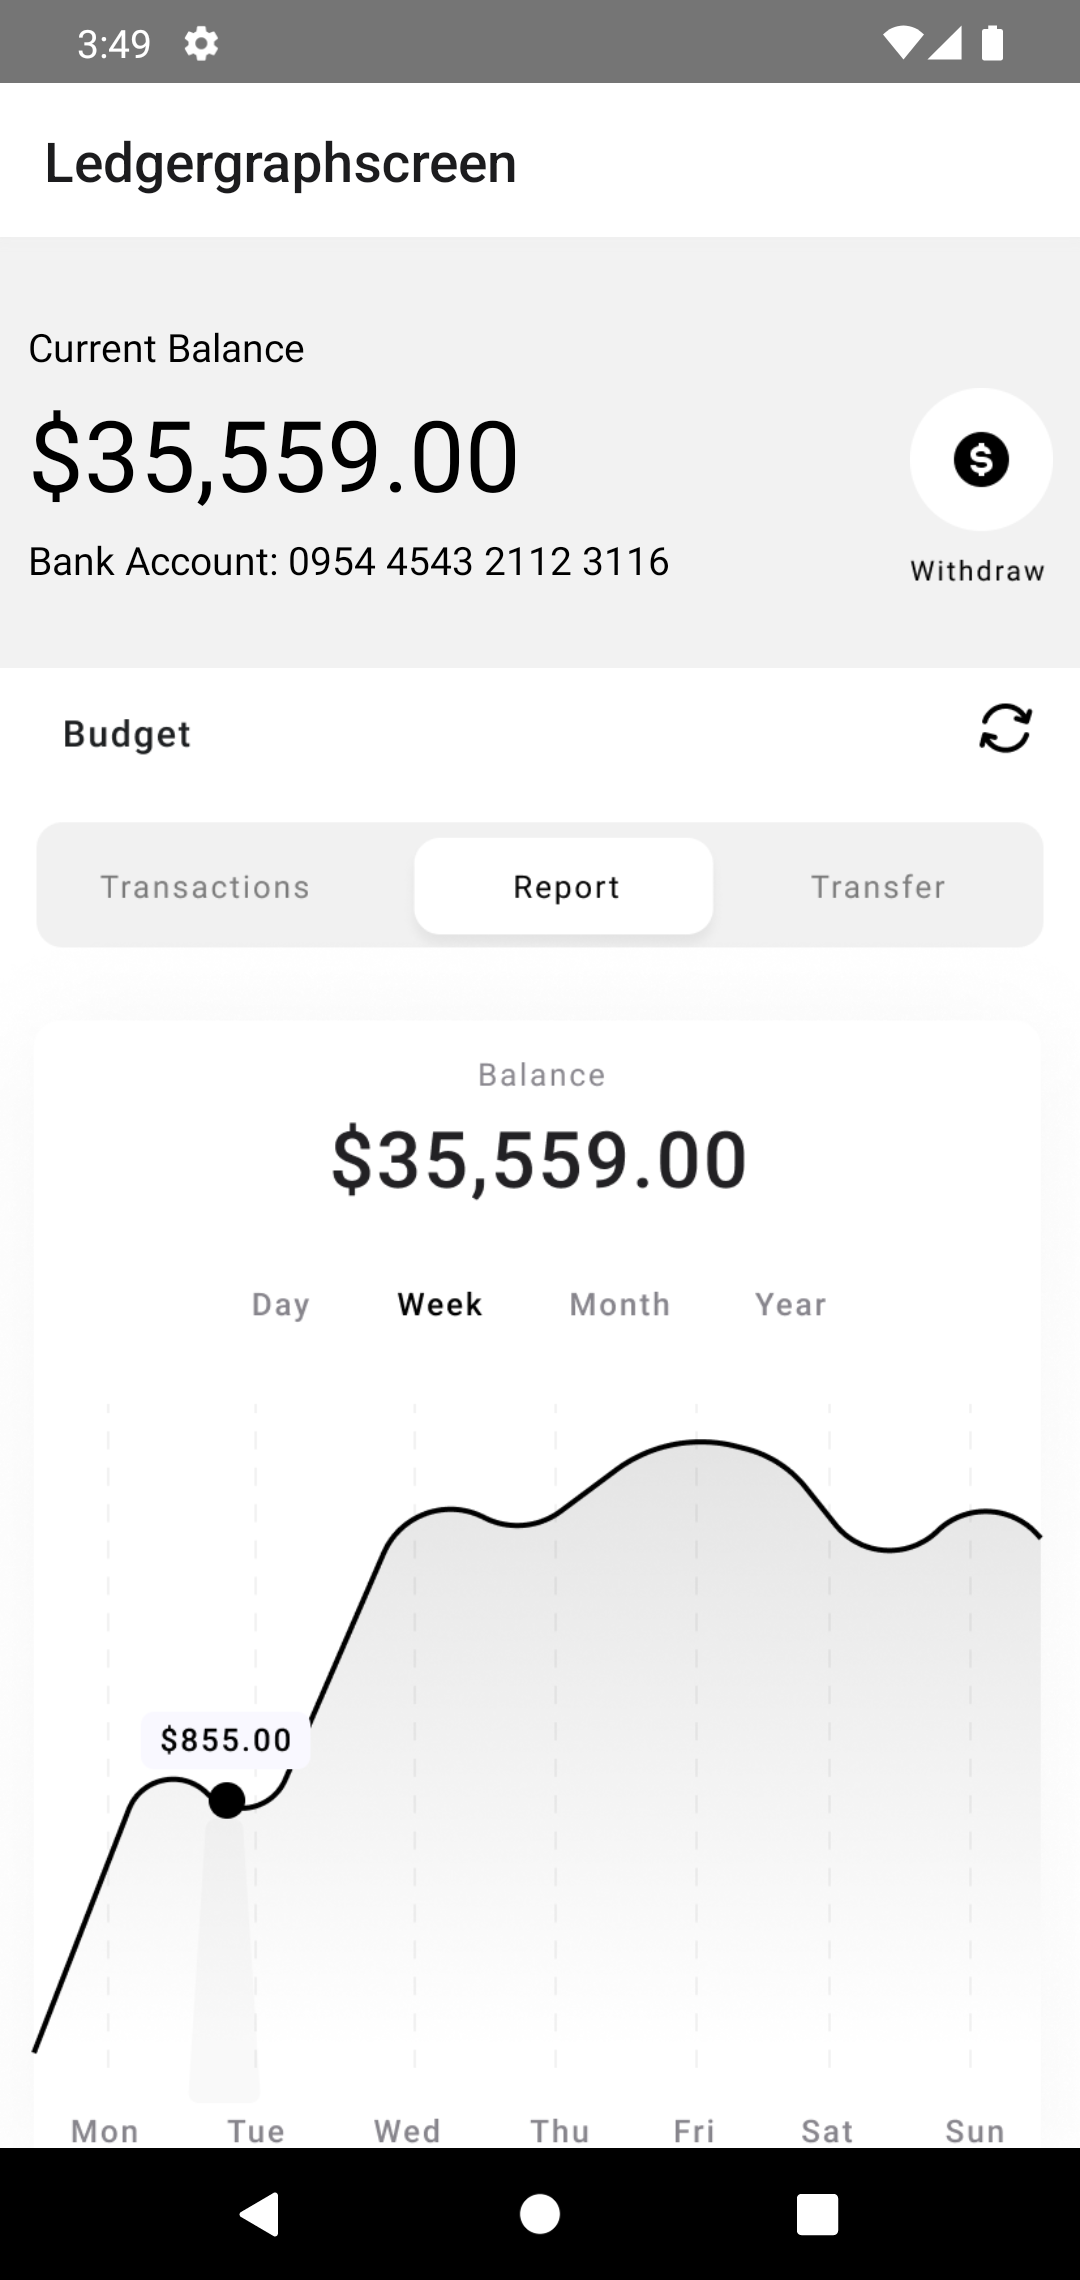 3:49
Ledgergraphscreen
Current Balance
$35,559.00
Bank Account: 0954 4543 2112 3116
Withdraw
Budget
Transactions Report Transfer
Balance
$35,559.00
Day Week Month Year
$855.00
Mon Tue Wed Thu Fri Sat Sun